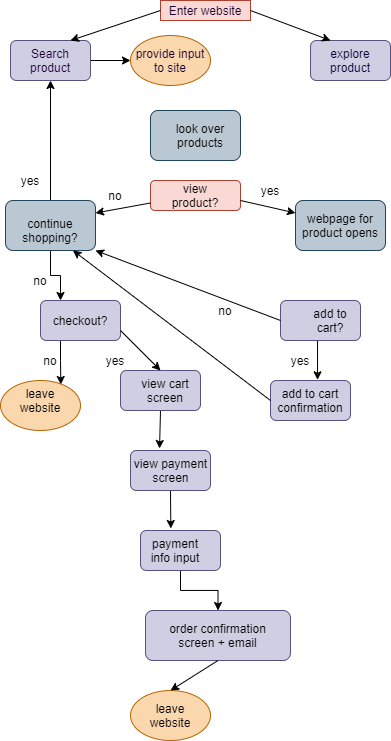 Enter website
Search
product
provide input
to site
explore
product
look over
products
yes
no
view
product?
yes
continue
shopping?
webpage for
product opens
no
no
checkout?
add to
cart?
no
yes
yes
leave
website
view cart
screen
add to cart
confirmation
view payment
screen
payment
info input
order confirmation
screen + email
leave
website